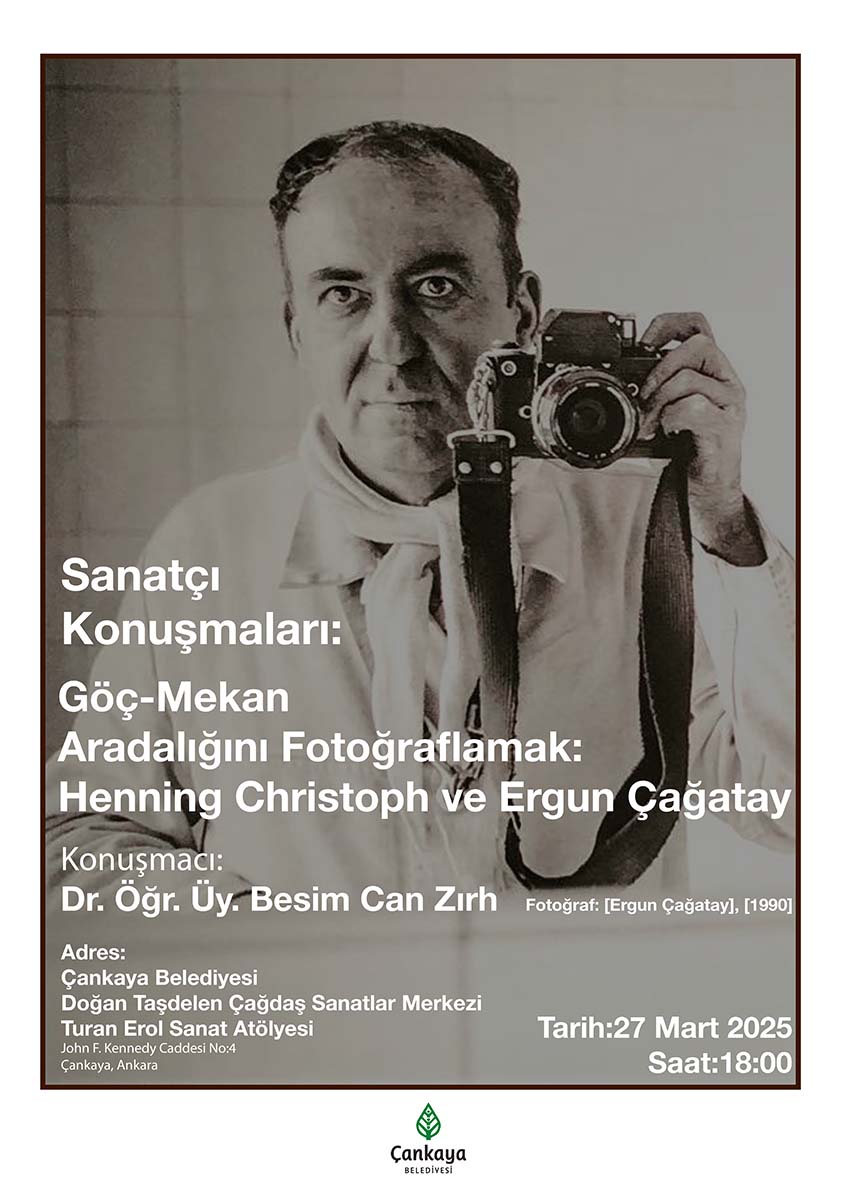 Sanatçı
Konuşmaları:
Göç-Mekan
Aradalığını Fotoğraflamak:
Henning Christoph ve Ergun Çağatay
Konuşmacı:
Dr. Öğr. Üy. Besim Can Zırh
Fotoğraf: [Ergun Çağatay], [1990]
Adres:
Çankaya Belediyesi
Doğan Taşdelen Çağdaş Sanatlar Merkezi
Turan Erol Sanat Atölyesi
John F. Kennedy Caddesi No:4
Çankaya, Ankara
Tarih:27 Mart 2025
Saat:18:00
Çankaya
BELEDİYESİ